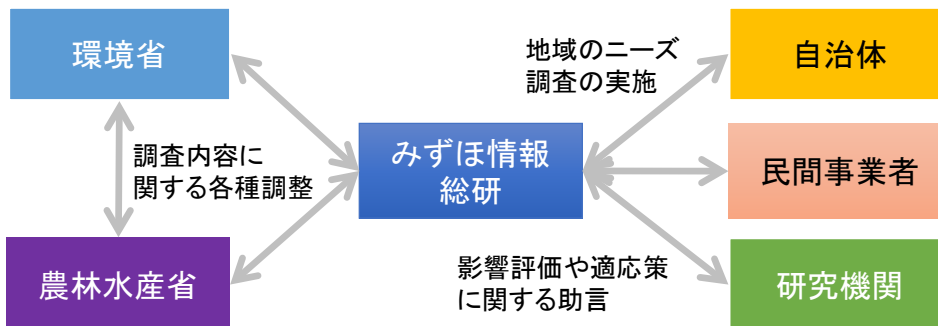 環境省
地域のニーズ
調査の実施
自治体
調査内容に
関する各種調整
みずほ情報
総研
民間事業者
農林水産省
影響評価や適応策
に関する助言
研究機関